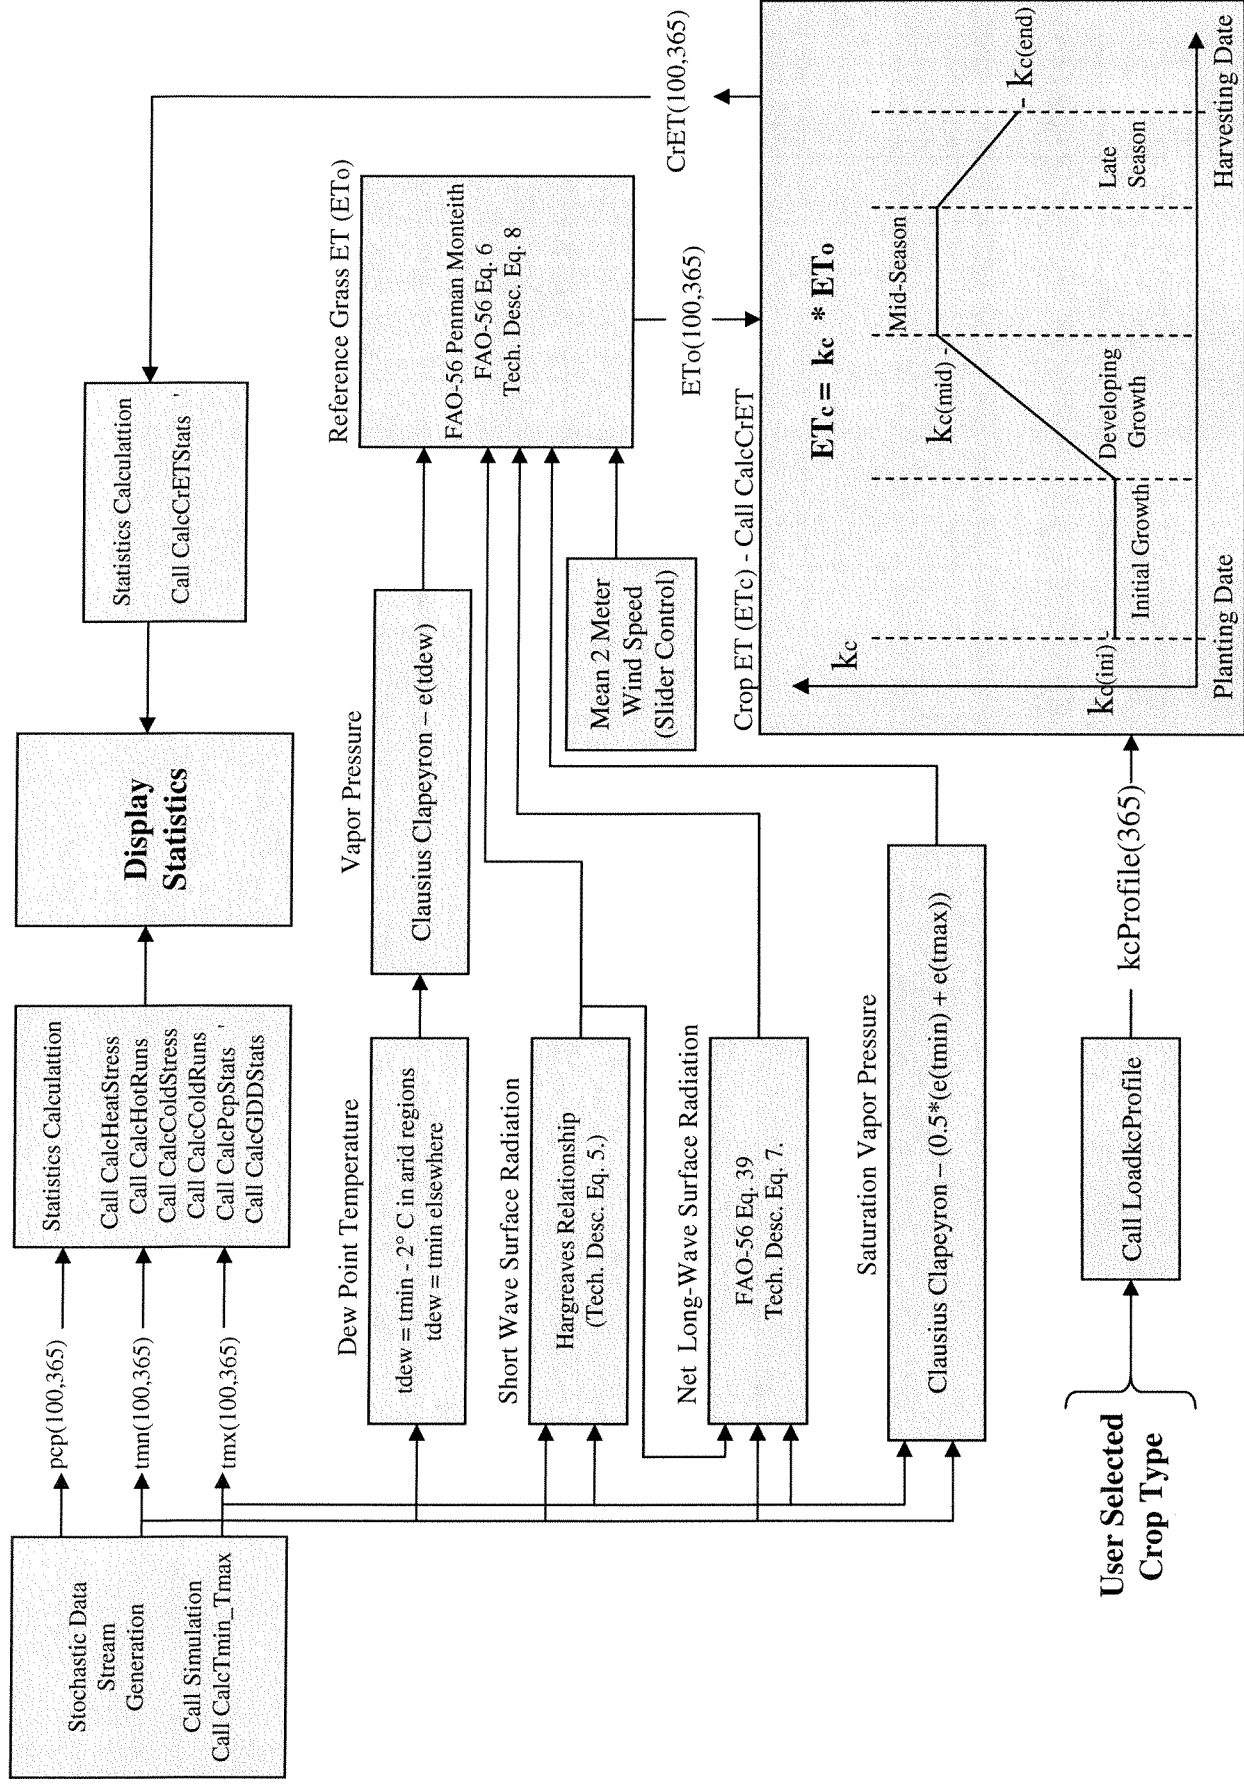 Stochastic Data
Stream
Generation
Call Simulation
Call CalcTmin_Tmax
pcp(100,365)
tmn(100,365)
tmx(100,365)
Statistics Calculattion
Call CalcHeatStress
Call CalcHotRuns
Call CalcColdStress
Call CalcColdRuns
Call CalcPcpStats '
Call CalcGDDStats
Display
Statistics
Statistics Calculattion
Call CalcCrETStats '
CrET(100,365)
Dew Point Temperature
tdew = tmin - 2° C in arid regions
tdew = tmin elsewhere
Vapor Pressure
Clausius Clapeyron – e(tdew)
Reference Grass ET (ETo)
FAO-56 Penman Monteith
FAO-56 Eq. 6
Tech. Desc. Eq. 8
Short Wave Surface Radiation
Hargreaves Relationship
(Tech. Desc. Eq. 5.)
Mean 2 Meter
Wind Speed
(Slider Control)
ETo(100,365)
Net Long-Wave Surface Radiation
FAO-56 Eq. 39
Tech. Desc. Eq. 7.
Saturation Vapor Pressure
Clausius Clapeyron – (0.5*(e(tmin) + e(tmax))
User Selected
Crop Type
Call LoadkcProfile
kcProfile(365)
Crop ET (ETc) - Call CalcCrET
ETc = kc * ETo
kc
Mid-Season
kc(mid) -
- kc(end)
kc(ini) -
Initial Growth
Developing
Growth
Late
Season
Planting Date
Harvesting Date